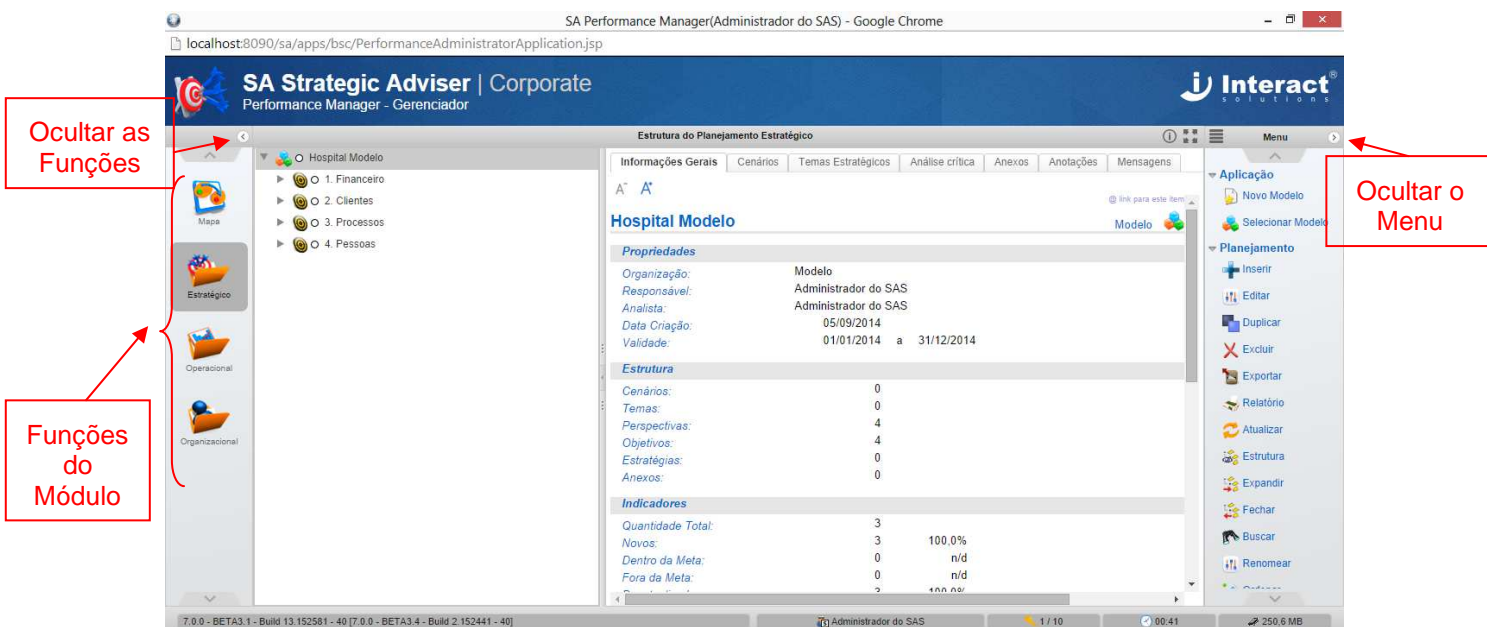 SA Performance Manager(Administrador do SAS) - Google Chrome
localhost:8090/sa/apps/bsc/PerformanceAdministratorApplication.jsp
SA Strategic Adviser | Corporate
Performance Manager - Gerenciador
Interact®
solutions
Ocultar as
Funções
Estrutura do Planejamento Estratégico
Menu
Mapa
Estratégico
Operacional
Organizacional
Funções
do
Módulo
Hospital Modelo
1. Financeiro
2. Clientes
3. Processos
4. Pessoas
Informações Gerais Cenários Temas Estratégicos Análise crítica Anexos Anotações Mensagens
A- A+
@ link para este item
Hospital Modelo Modelo
Propriedades
Organização: Modelo
Responsável: Administrador do SAS
Analista: Administrador do SAS
Data Criação: 05/09/2014
Validade: 01/01/2014 a 31/12/2014
Estrutura
Cenários: 0
Temas: 0
Perspectivas: 4
Objetivos: 4
Estratégias: 0
Anexos: 0
Indicadores
Quantidade Total: 3
Novos: 3 100,0%
Dentro da Meta: 0 n/d
Fora da Meta: 0 n/d
3 100,0%
Aplicação
Novo Modelo
Selecionar Modelo
Planejamento
Inserir
Editar
Duplicar
Excluir
Exportar
Relatório
Atualizar
Estrutura
Expandir
Fechar
Buscar
Renomear
Ordenar
Ocultar o
Menu
7.0.0 - BETA3.1 - Build 13.152581 - 40 [7.0.0 - BETA3.4 - Build 2.152441 - 40]
Administrador do SAS
1 / 10
00:41
250,6 MB